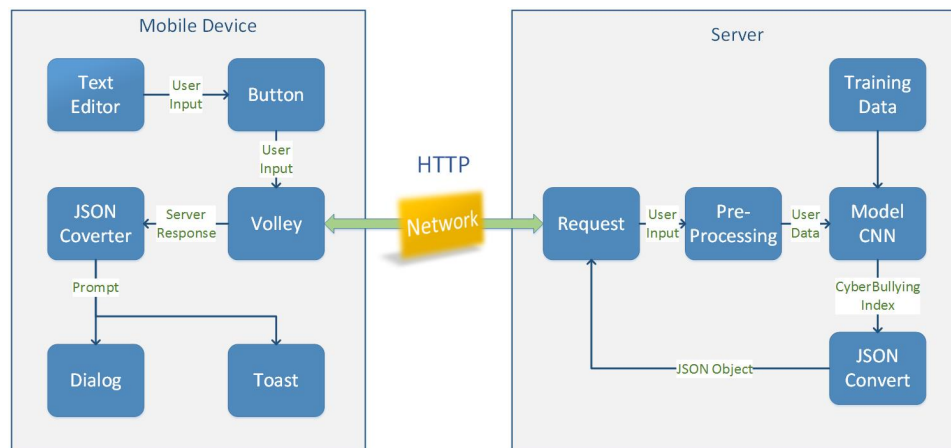 Mobile Device
Text
Editor
User
Input
Button
User
Input
JSON
Coverter
Server
Response
Volley
Prompt
Dialog
Toast
HTTP
Network
Server
Training
Data
Request
User
Input
Pre-
Processing
User
Data
Model
CNN
CyberBullying
Index
JSON Object
JSON
Convert